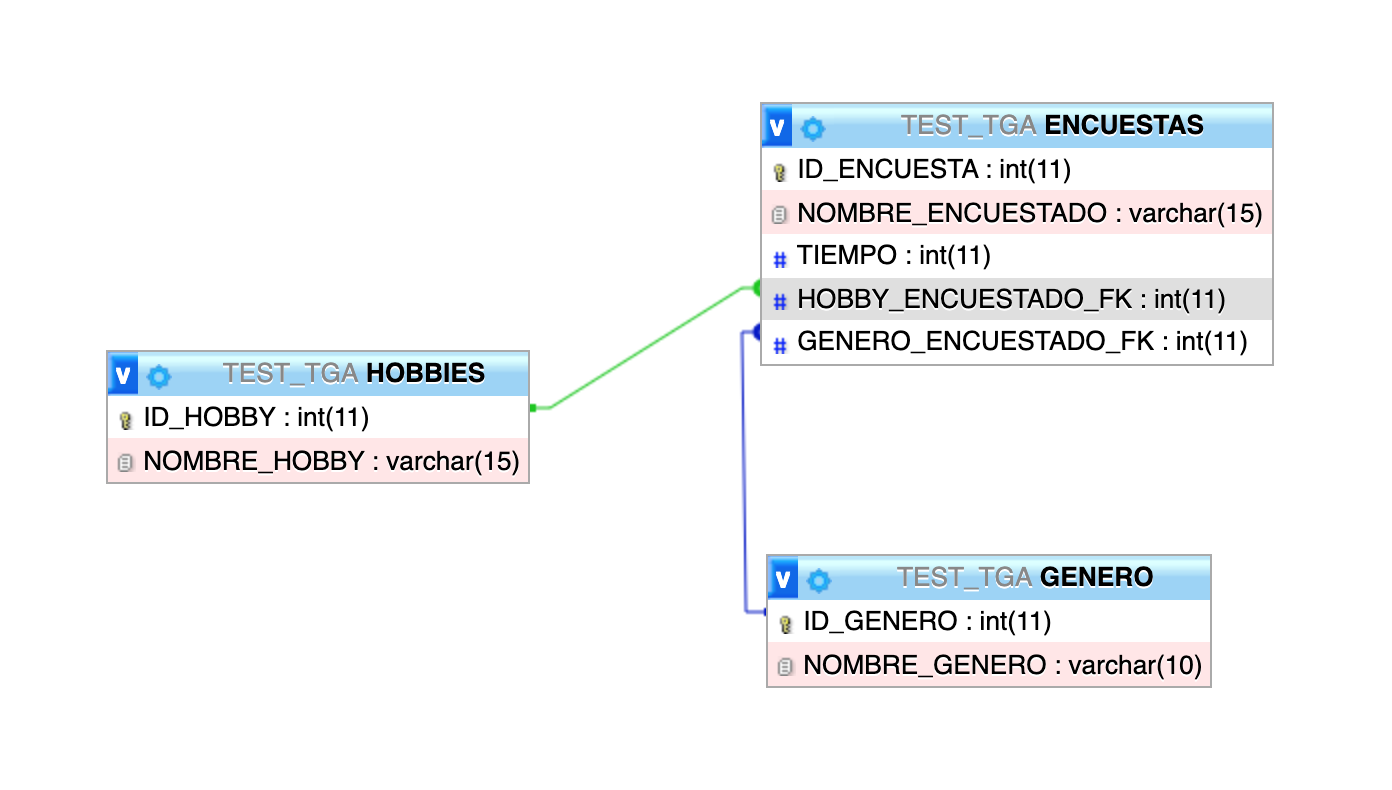 TEST_TGA ENCUESTAS
ID_ENCUESTA : int(11)
NOMBRE_ENCUESTADO : varchar(15)
TIEMPO : int(11)
HOBBY_ENCUESTADO_FK : int(11)
GENERO_ENCUESTADO_FK : int(11)
TEST_TGA HOBBIES
ID_HOBBY : int(11)
NOMBRE_HOBBY : varchar(15)
TEST_TGA GENERO
ID_GENERO : int(11)
NOMBRE_GENERO : varchar(10)